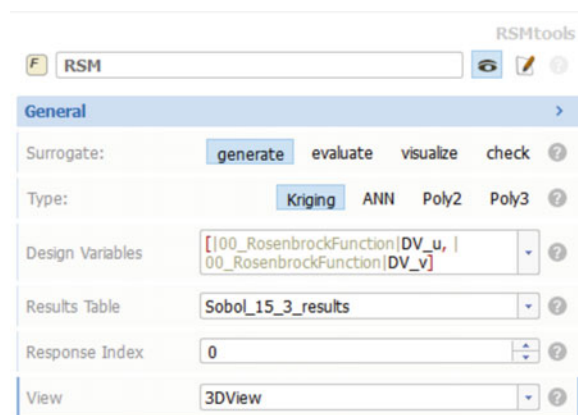 RSMtools
F RSM
General
Surrogate: generate evaluate visualize check
Type: Kriging ANN Poly2 Poly3
Design Variables [|00_RosenbrockFunction|DV_u, |
00_RosenbrockFunction|DV_v]
Results Table Sobol_15_3_results
Response Index 0
View 3DView